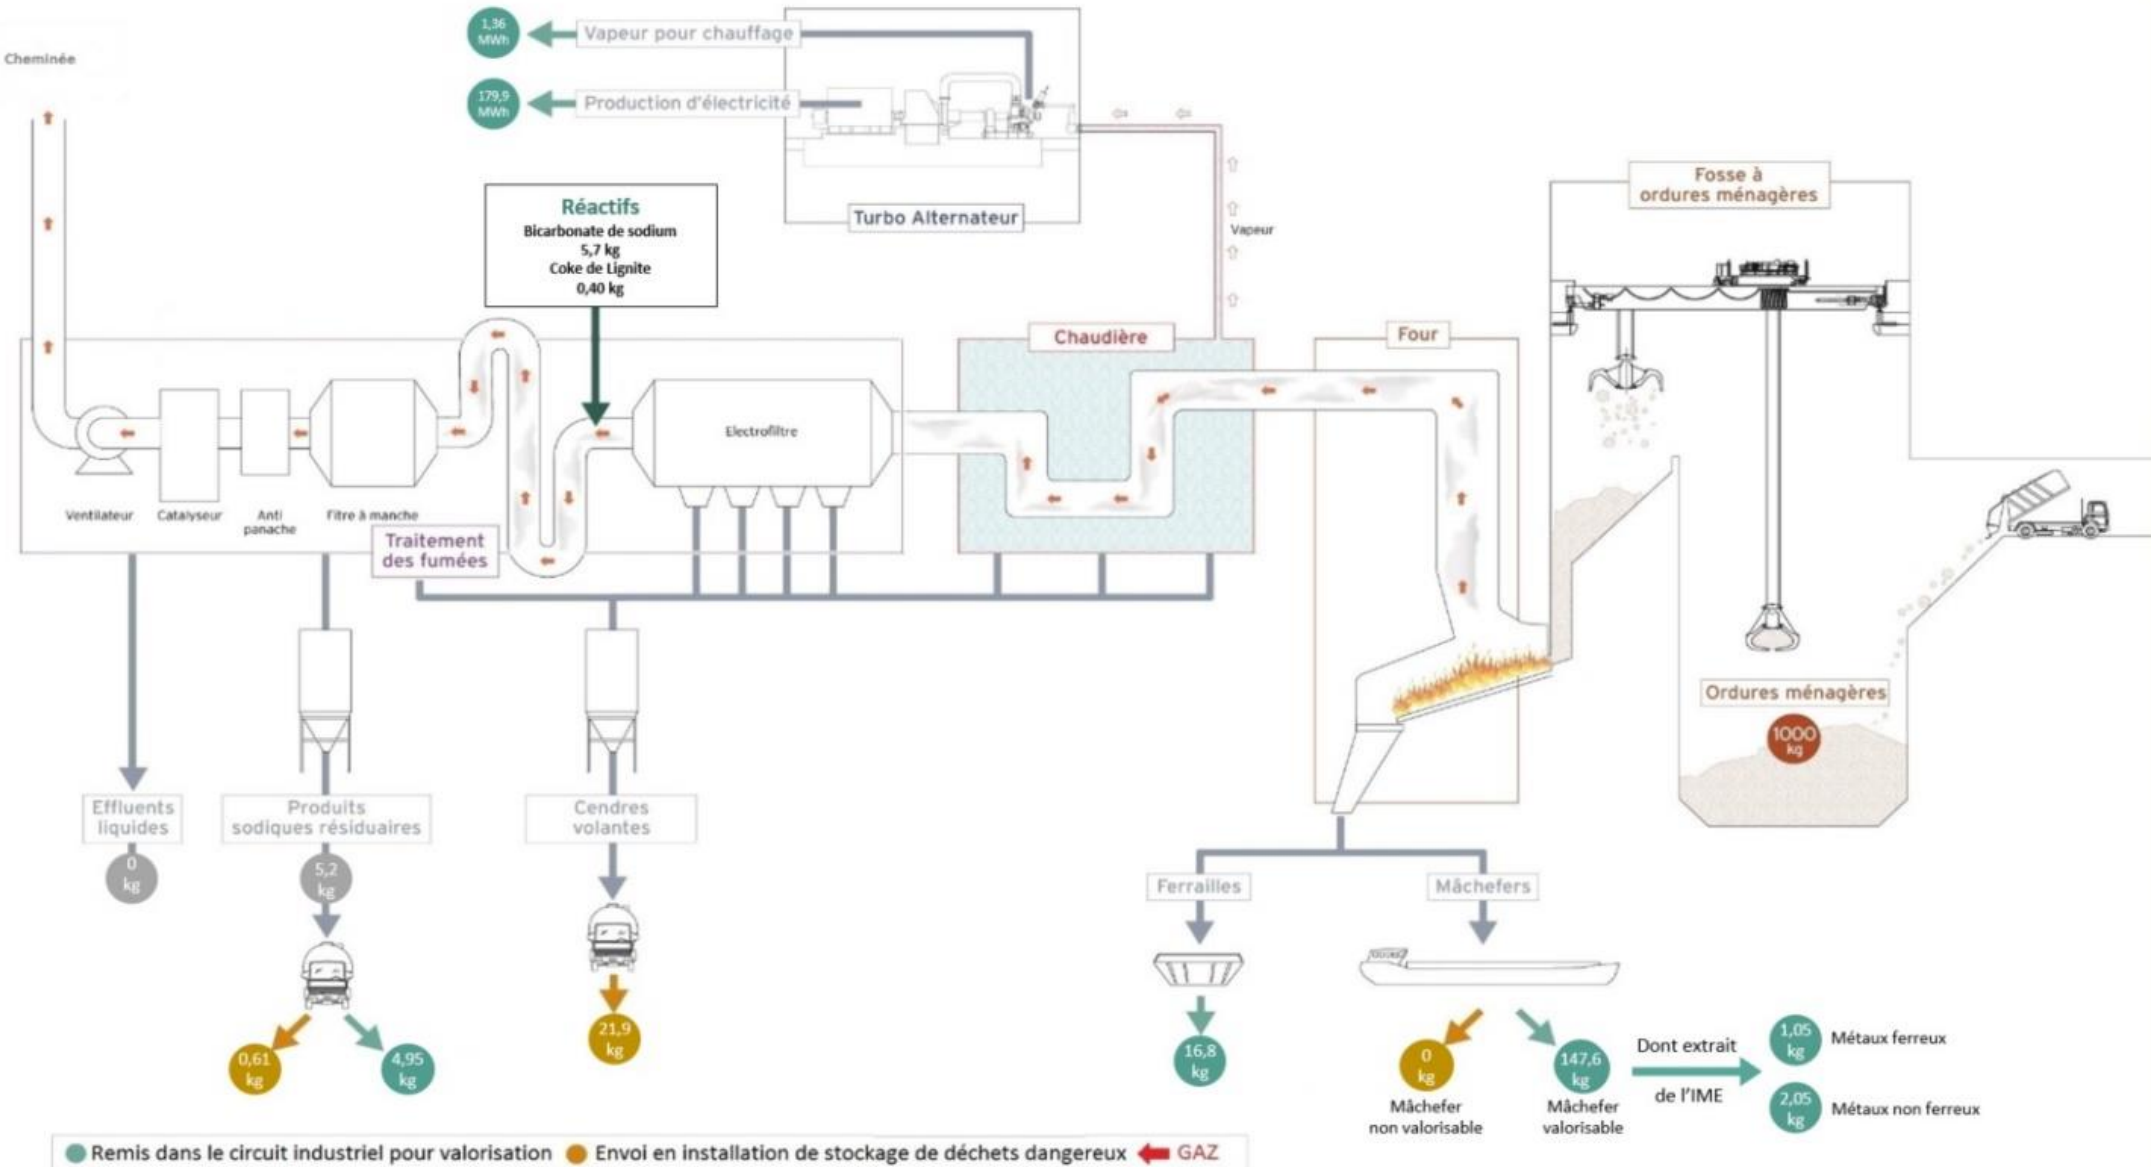 Cheminée
1,36
MWh
Vapeur pour chauffage
179,9
MWh
Production d'électricité
Turbo Alternateur
Vapeur
Réactifs
Bicarbonate de sodium
5,7 kg
Coke de Lignite
0,40 kg
Fosse à
ordures ménagères
Chaudière
Four
Electrofiltre
Ventilateur
Catalyseur
Anti
panache
Fitre à manche
Traitement
des fumées
Ordures ménagères
1000
kg
Effluents
liquides
0
kg
Produits
sodiques résiduaires
5,2
kg
Cendres
volantes
Ferrailles
Mâchefers
0,61
kg
4,95
kg
21,9
kg
16,8
kg
0
kg
Mâchefer
non valorisable
147,6
kg
Mâchefer
valorisable
Dont extrait
de l'IME
1,05
kg
Métaux ferreux
2,05
kg
Métaux non ferreux
Remis dans le circuit industriel pour valorisation
Envoi en installation de stockage de déchets dangereux
GAZ